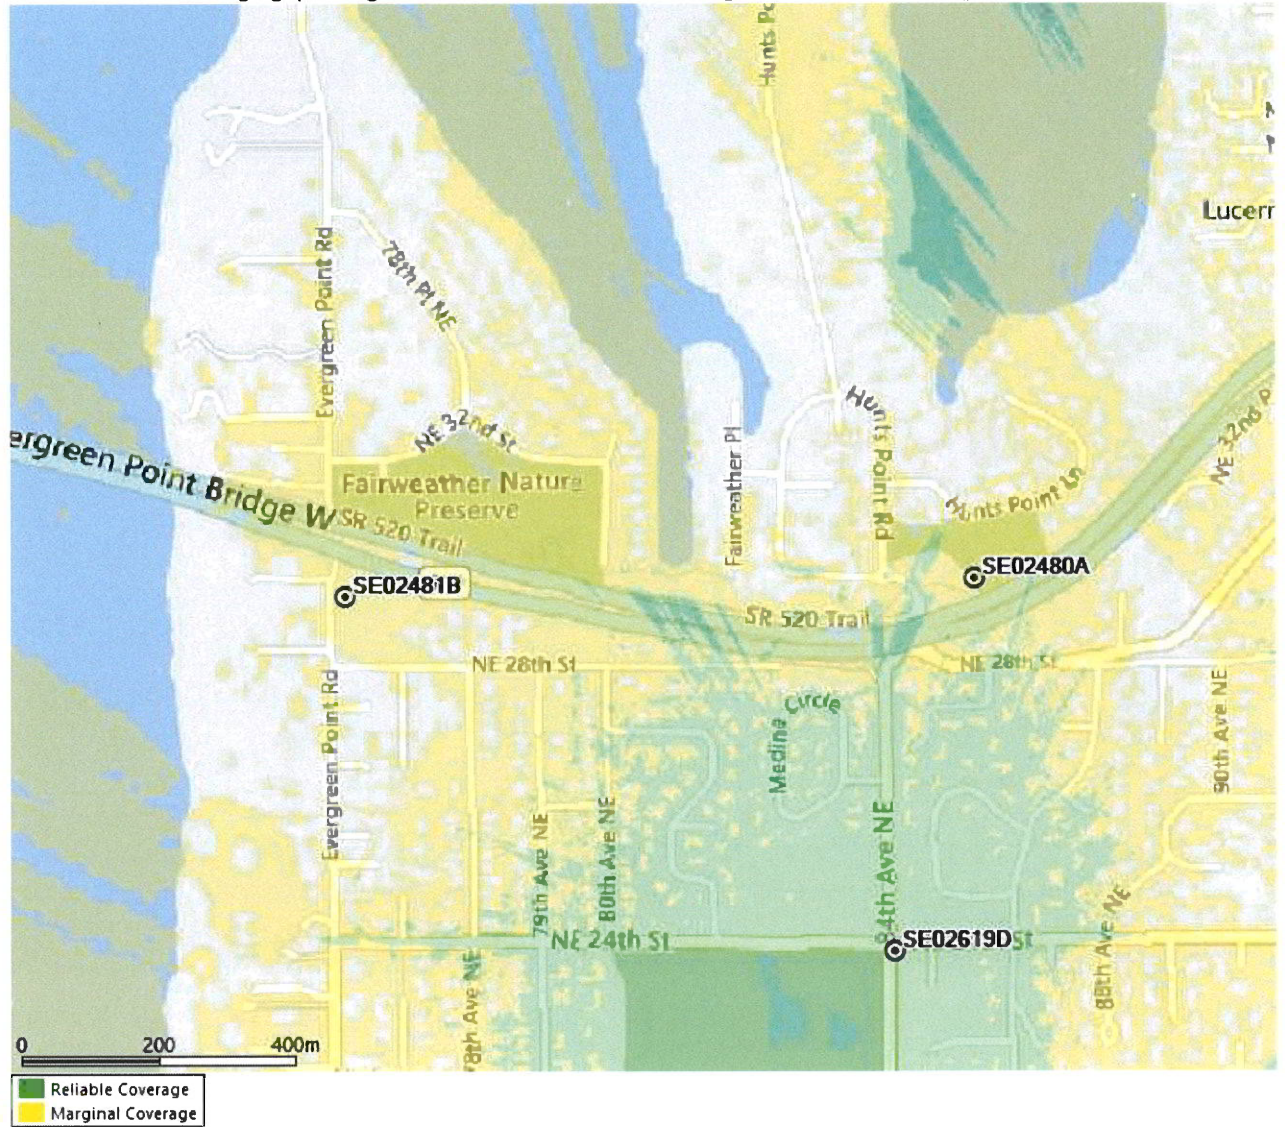 Hunts Po
Lucerr
Evergreen Point Rd
78th Pl NE
NE 32nd St
Hunts Point Rd
Fairweather Pl
ergreen Point Bridge W
Fairweather Nature
Preserve
SR 520 Trail
Hunts Point Ln
NE 32nd P
SE02481B
SE02480A
SR 520 Trail
NE 28th St
NE 28th St
Evergreen Point Rd
Medina Circle
90th Ave NE
79th Ave NE
80th Ave NE
84th Ave NE
88th Ave NE
NE 24th St
SE02619D
St
78th Ave NE
0 200 400m
Reliable Coverage
Marginal Coverage